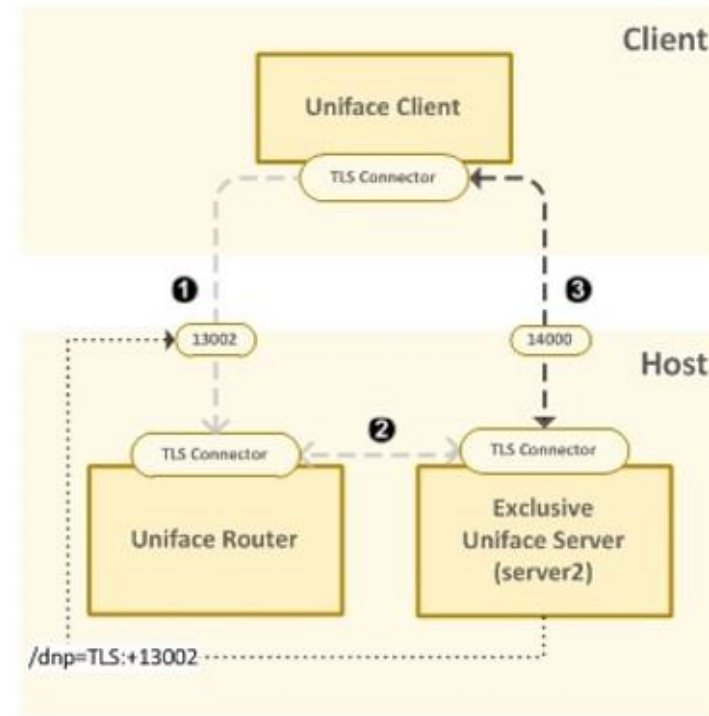 Client
Uniface Client
TLS Connector
1
3
13002
14000
Host
2
TLS Connector
TLS Connector
Uniface Router
Exclusive
Uniface Server
(server2)
/dnp=TLS:+13002